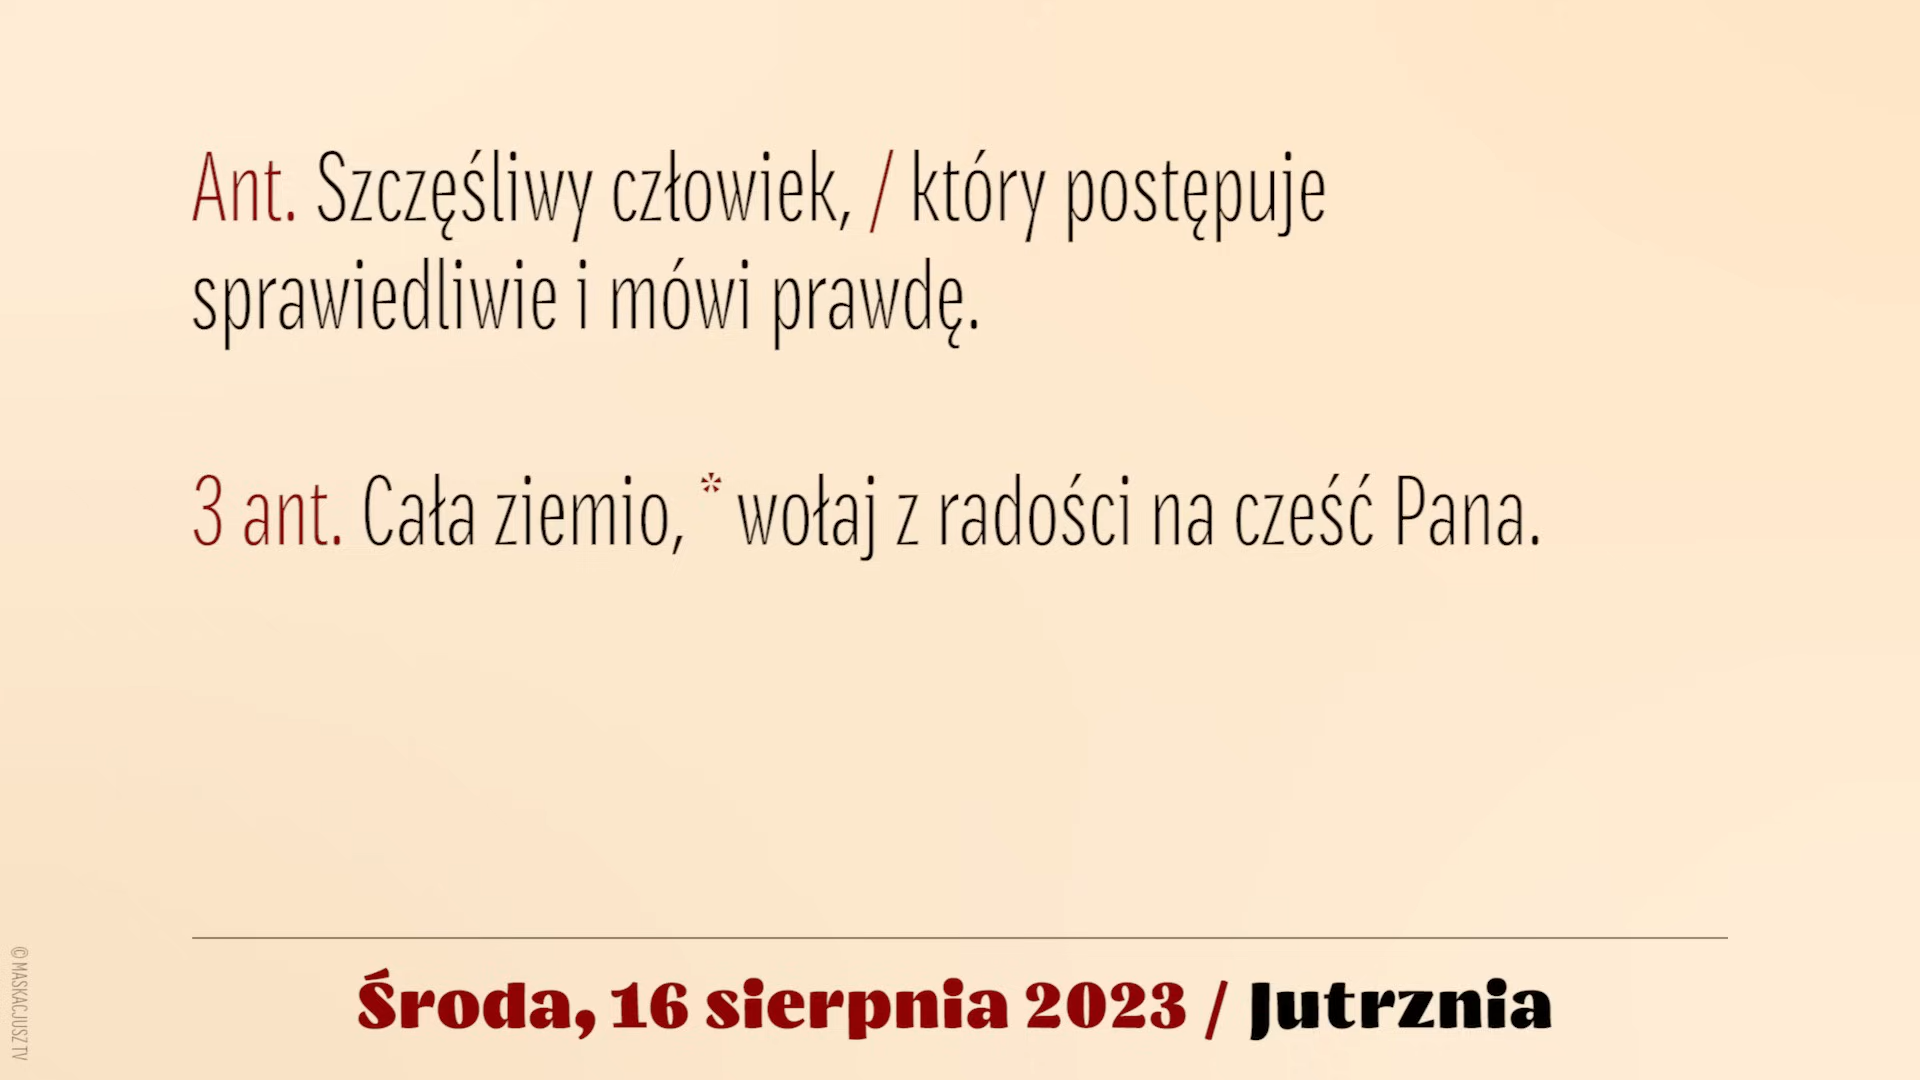 Ant. Szczęśliwy człowiek, / który postępuje
sprawiedliwie i mówi prawdę.
3 ant. Cała ziemio, * wołaj z radości na cześć Pana.
Środa, 16 sierpnia 2023 / Jutrznia
© MASKACJUSZ TV